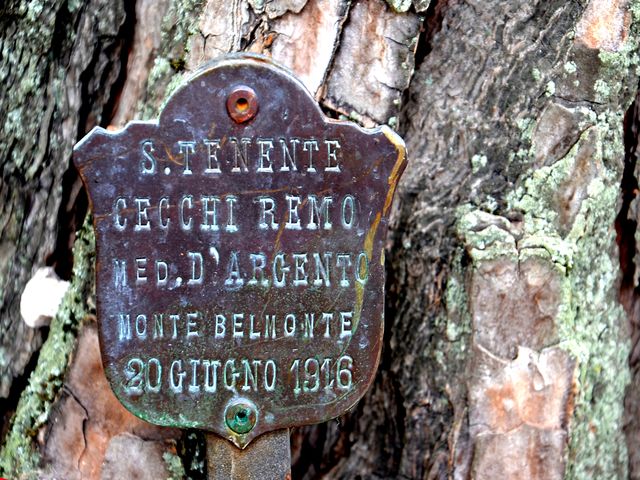 S. TENENTE
CECCHI REMO
MED. D'ARGENTO
MONTE BELMONTE
20 GIUGNO 1916